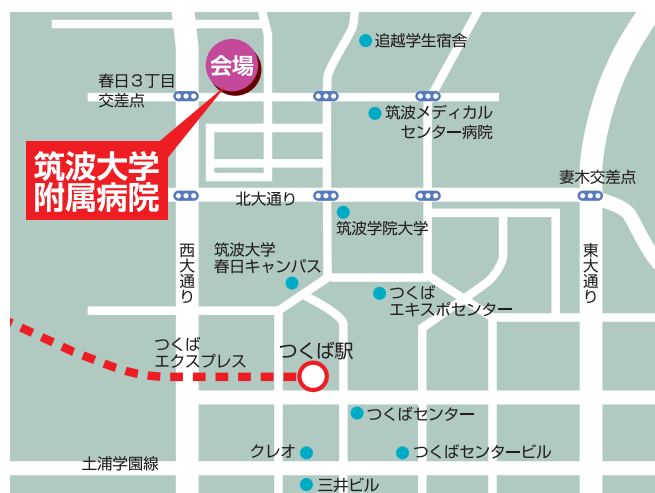 追越学生宿舎
会場
春日３丁目
交差点
筑波メディカル
センター病院
筑波大学
附属病院
妻木交差点
北大通り
筑波学院大学
西大通り
筑波大学
春日キャンパス
東大通り
つくば
エキスポセンター
つくば
エクスプレス
つくば駅
つくばセンター
クレオ
つくばセンタービル
土浦学園線
三井ビル